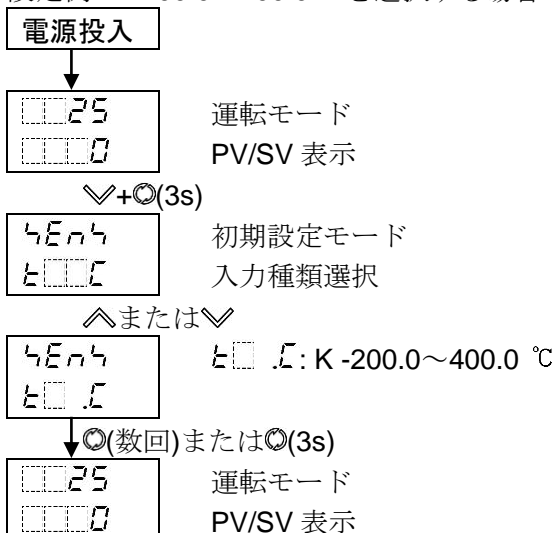 電源投入
□□25 運転モード
□□□0 PV/SV 表示
+(3s)
SEnS 初期設定モード
t□□C 入力種類選択
または
SEnS t□ .C: K -200.0～400.0 ℃
t□ .C
(数回)または(3s)
□□25 運転モード
□□□0 PV/SV 表示